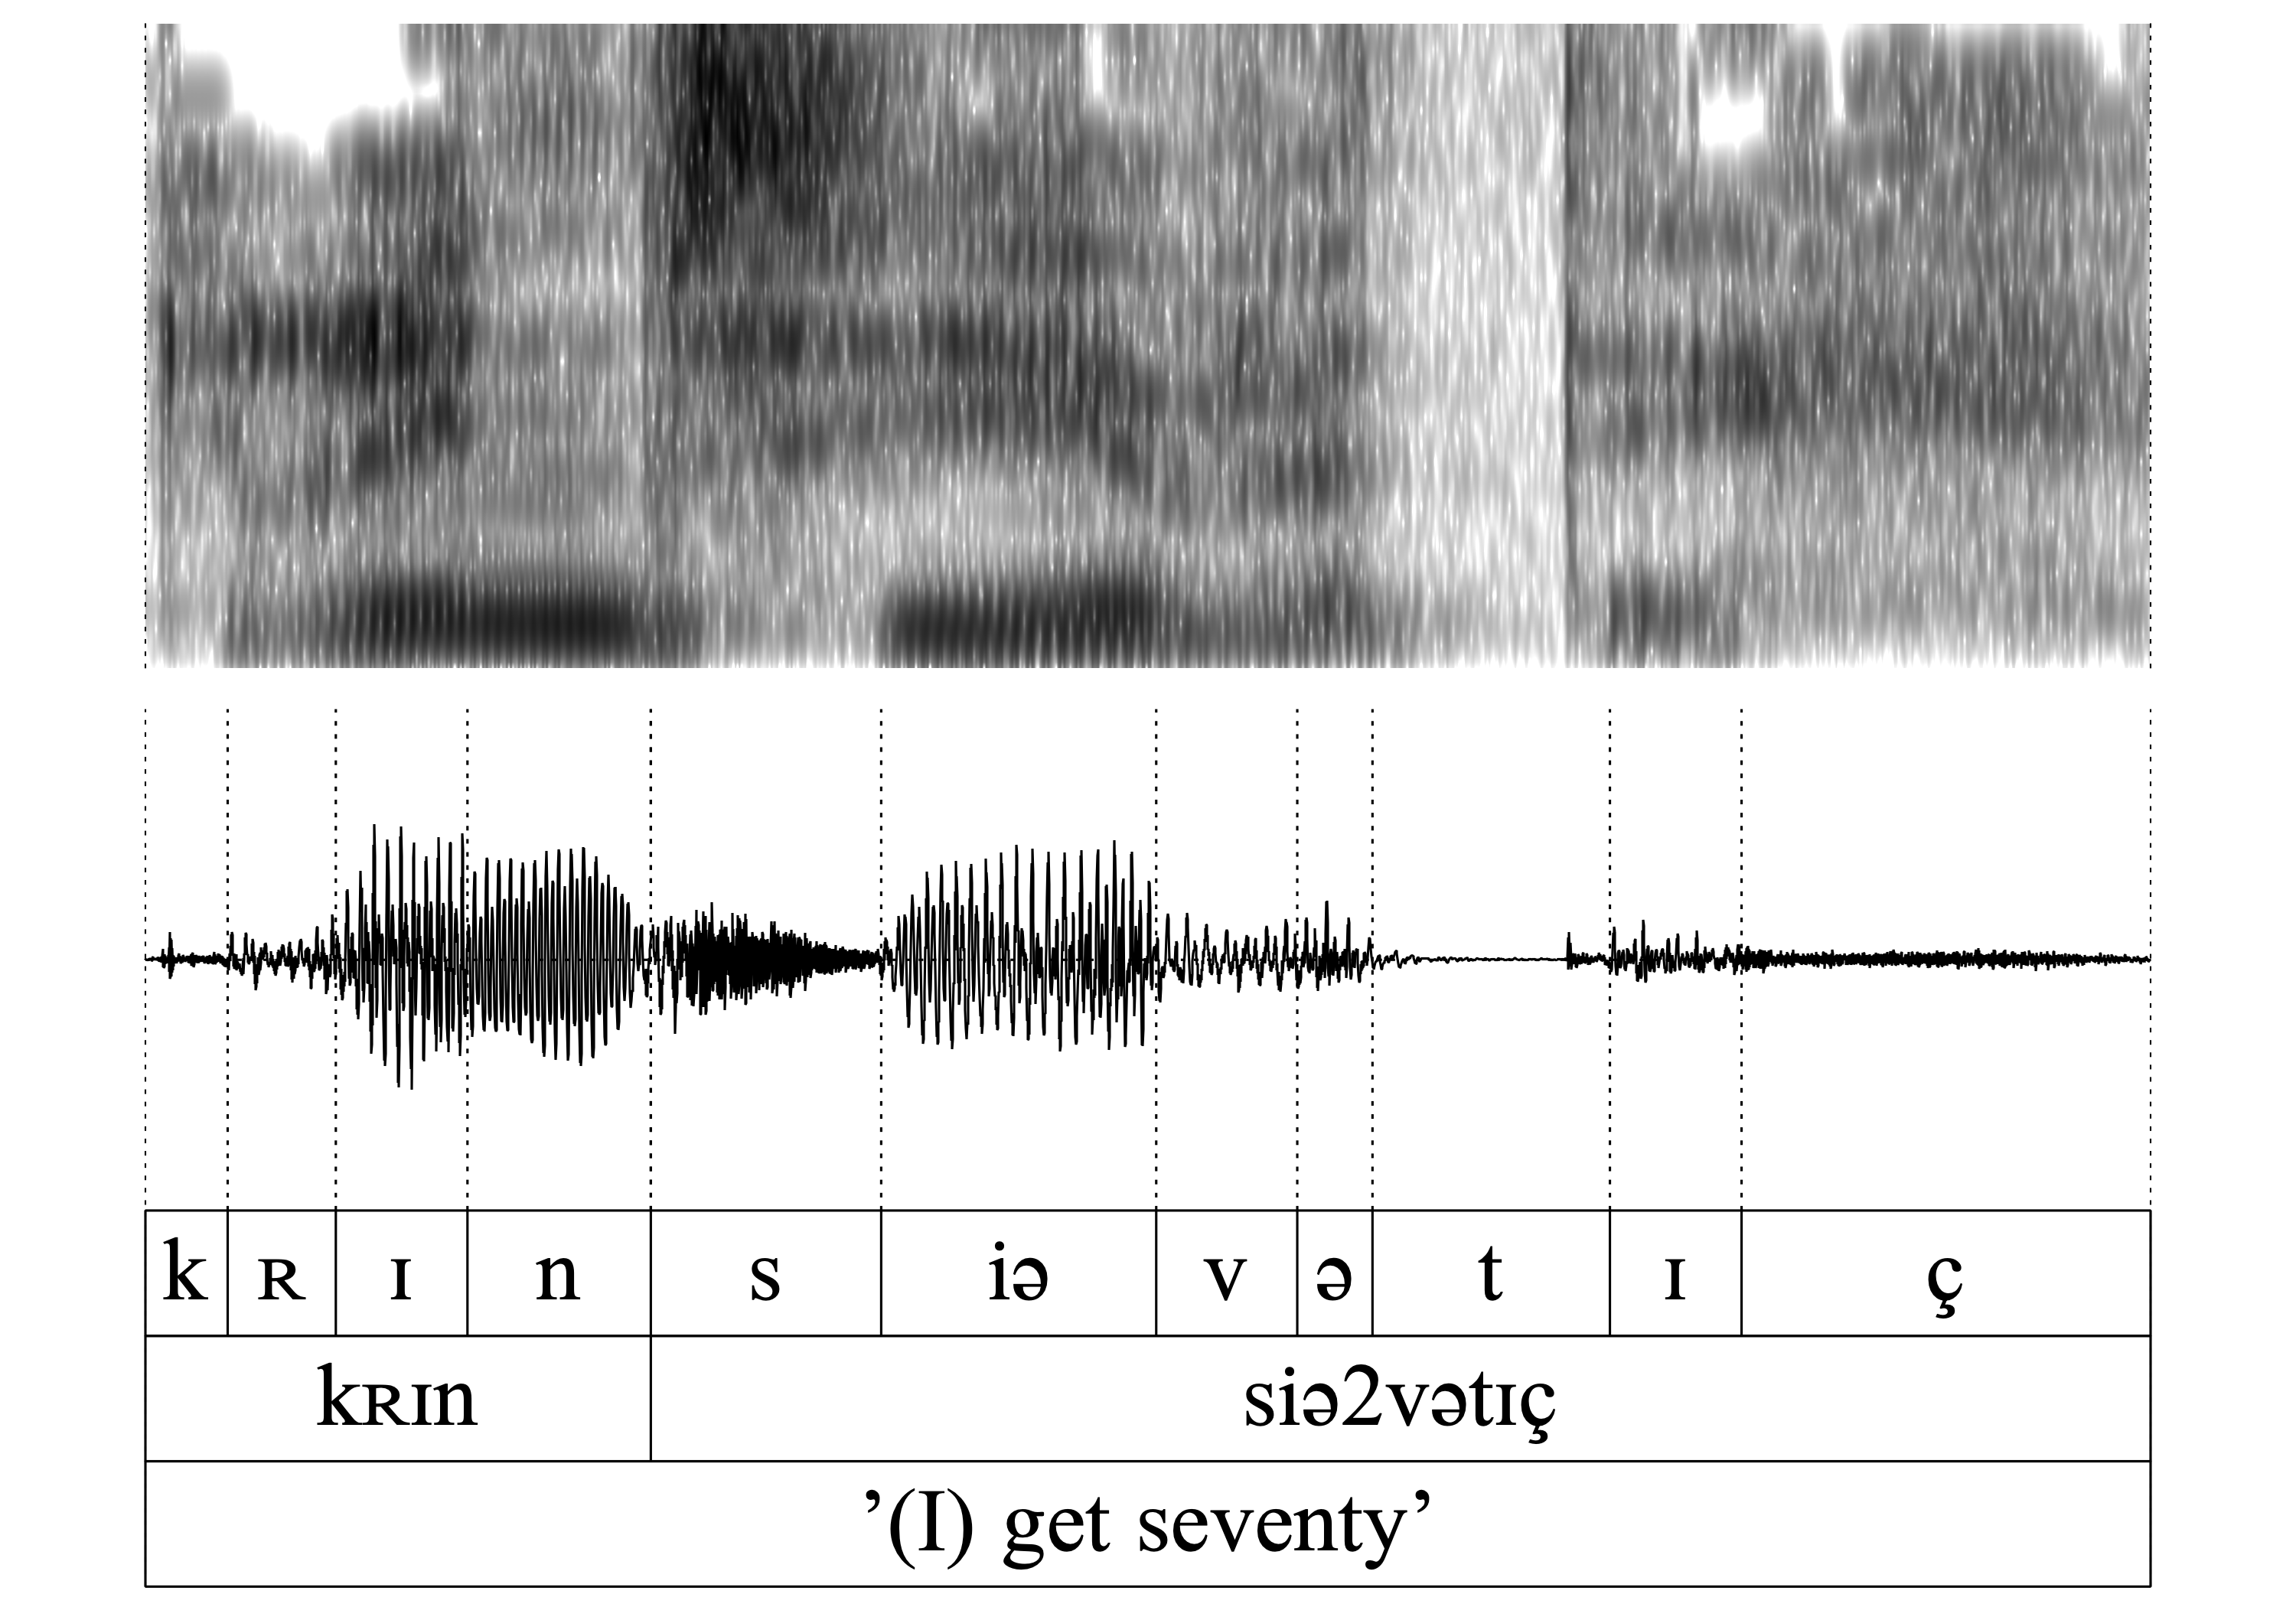 k ʀ ɪ n s iə v ə t ɪ ç
kʀɪn siə2vətɪç
’(I) get seventy’